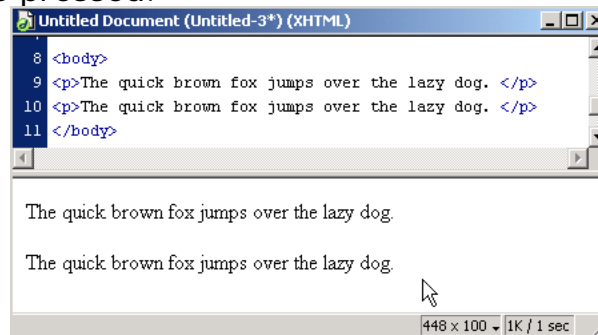 Untitled Document (Untitled-3*) (XHTML)
8 <body>
9 <p>The quick brown fox jumps over the lazy dog. </p>
10 <p>The quick brown fox jumps over the lazy dog. </p>
11 </body>
The quick brown fox jumps over the lazy dog.
The quick brown fox jumps over the lazy dog.
448 x 100 1K / 1 sec